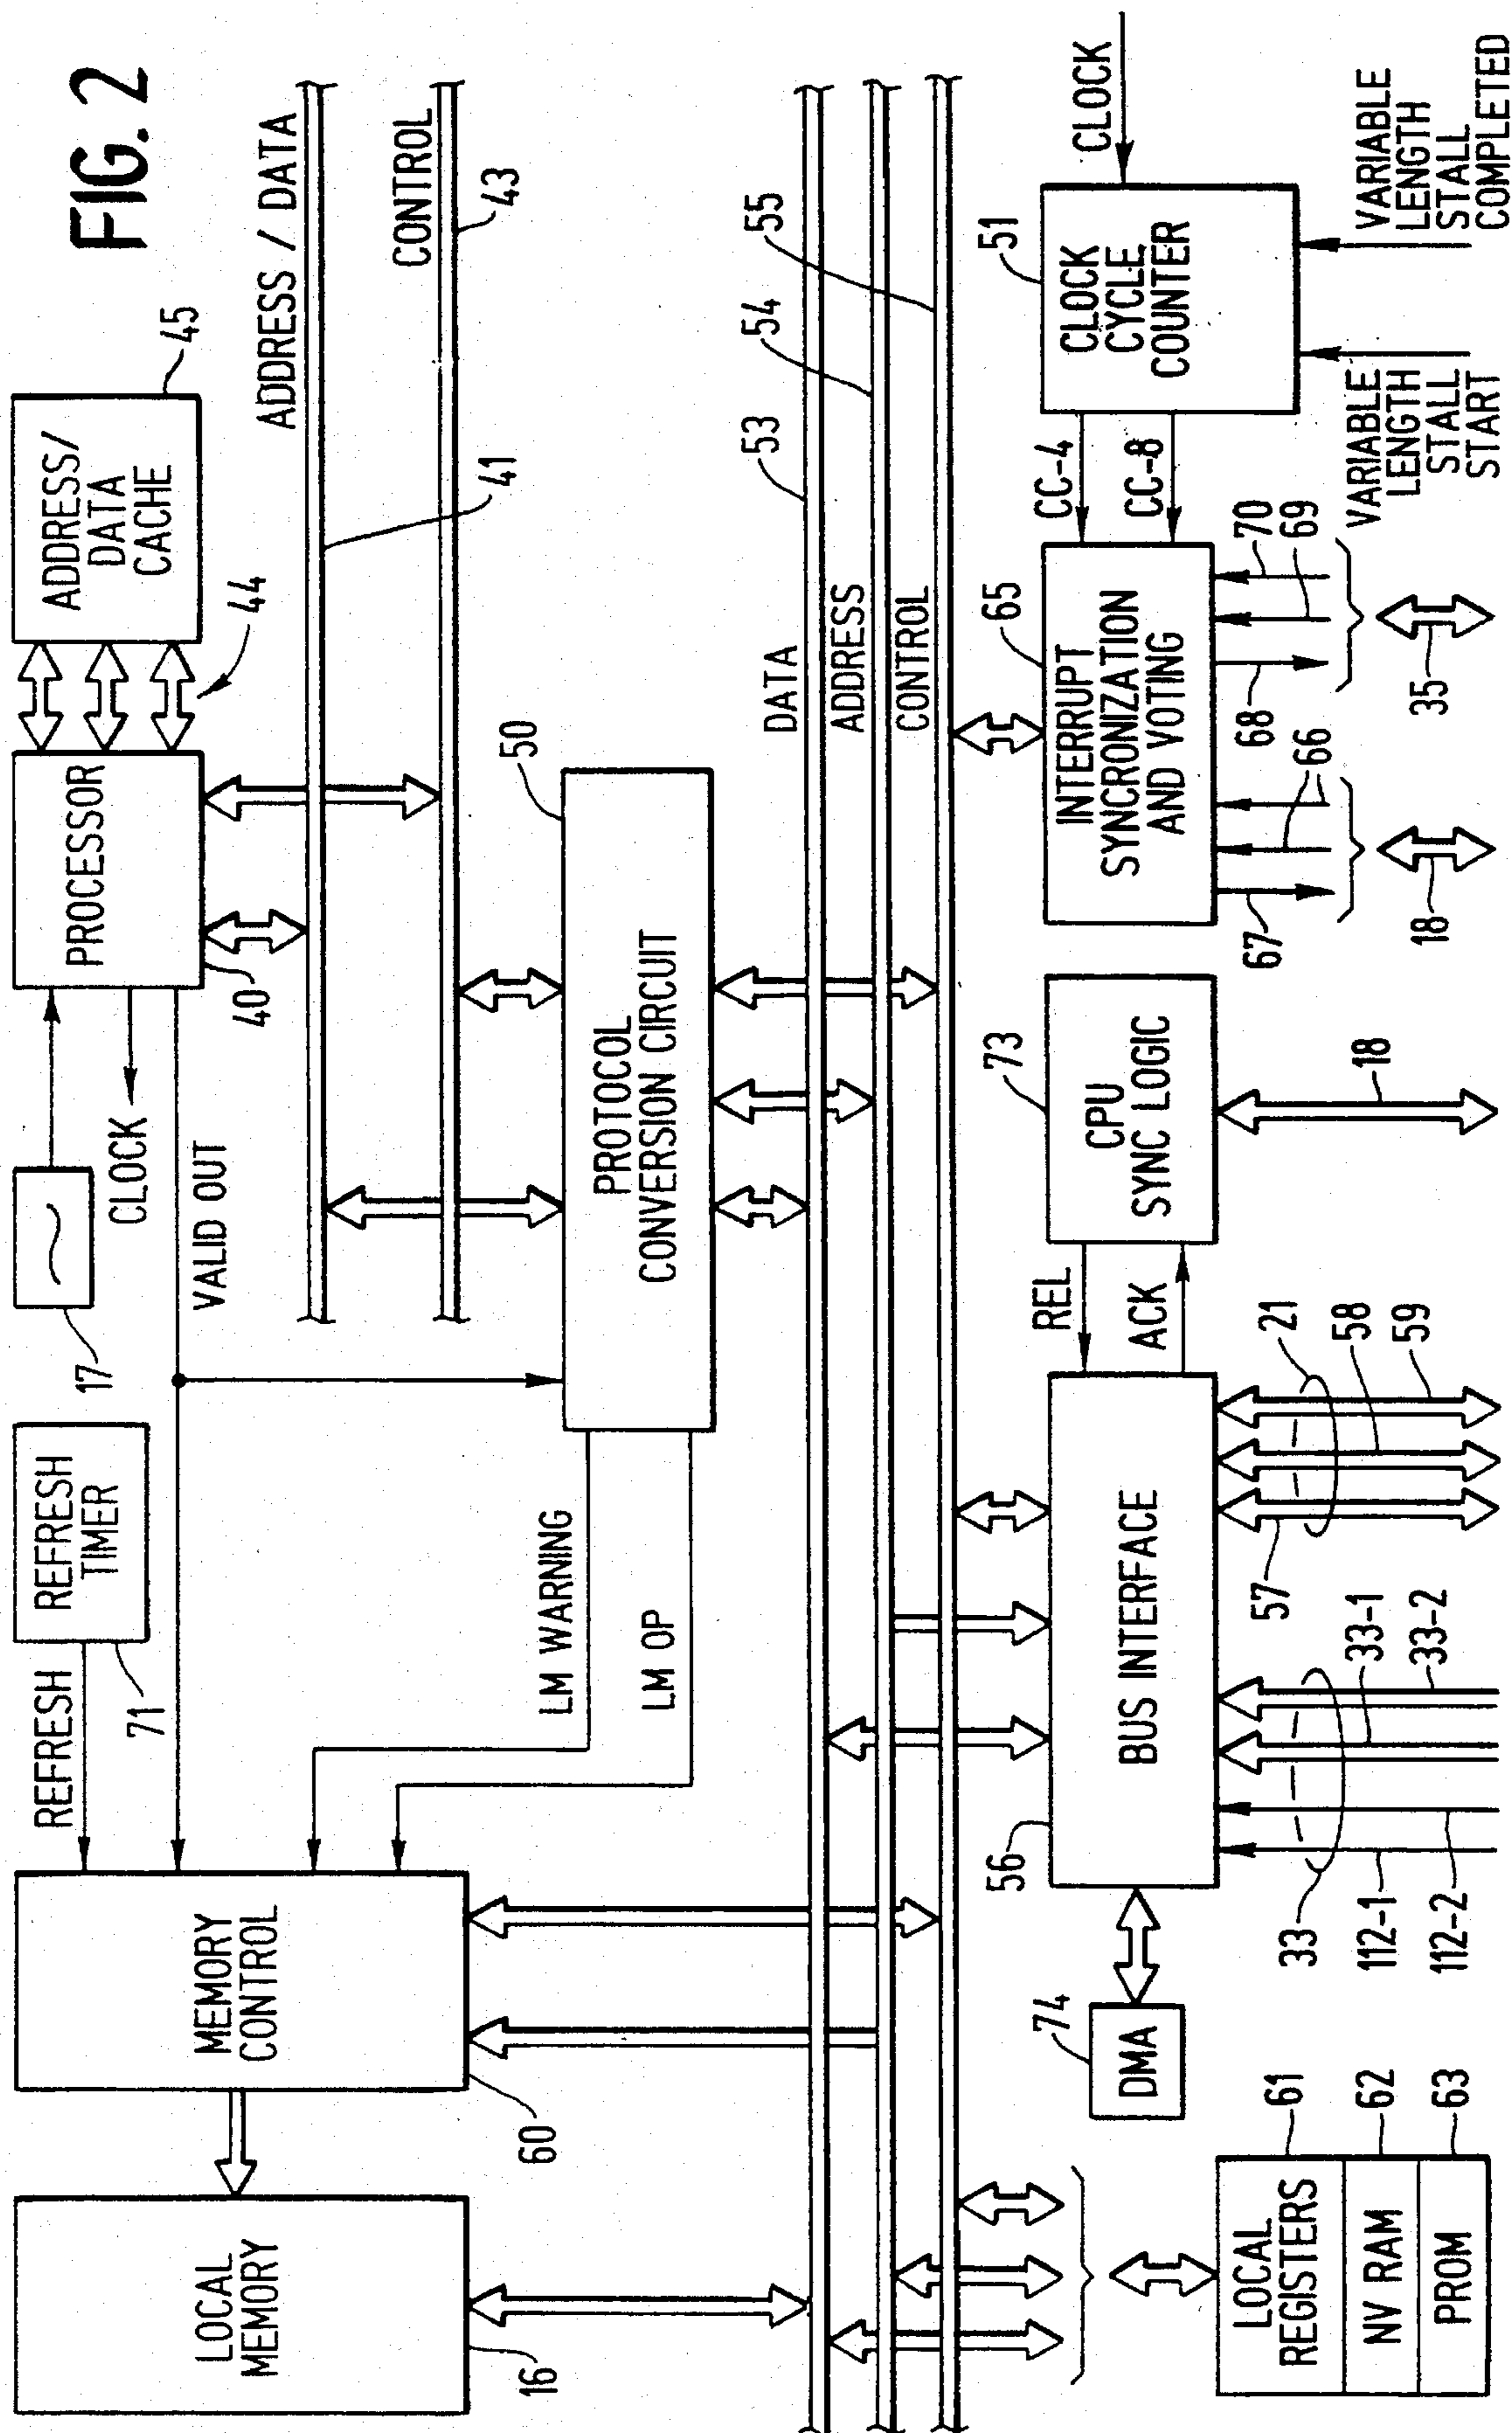 FIG. 2
LOCAL
MEMORY
16
MEMORY
CONTROL
60
REFRESH
REFRESH
TIMER
71
17
CLOCK
VALID OUT
PROCESSOR
40
44
ADDRESS/
DATA
CACHE
45
ADDRESS / DATA
41
CONTROL
43
LM WARNING
LM OP
PROTOCOL
CONVERSION CIRCUIT
50
DATA
53
ADDRESS
54
CONTROL
55
LOCAL
REGISTERS
61
NV RAM
62
PROM
63
DMA
74
BUS INTERFACE
56
33
112-1
112-2
33-1
33-2
57
21
58
59
REL
ACK
CPU
SYNC LOGIC
73
18
INTERRUPT
SYNCRONIZATION
AND VOTING
65
67
66
18
68
70
69
35
CC-4
CC-8
CLOCK
CYCLE
COUNTER
51
CLOCK
VARIABLE
LENGTH
STALL
START
VARIABLE
LENGTH
STALL
COMPLETED